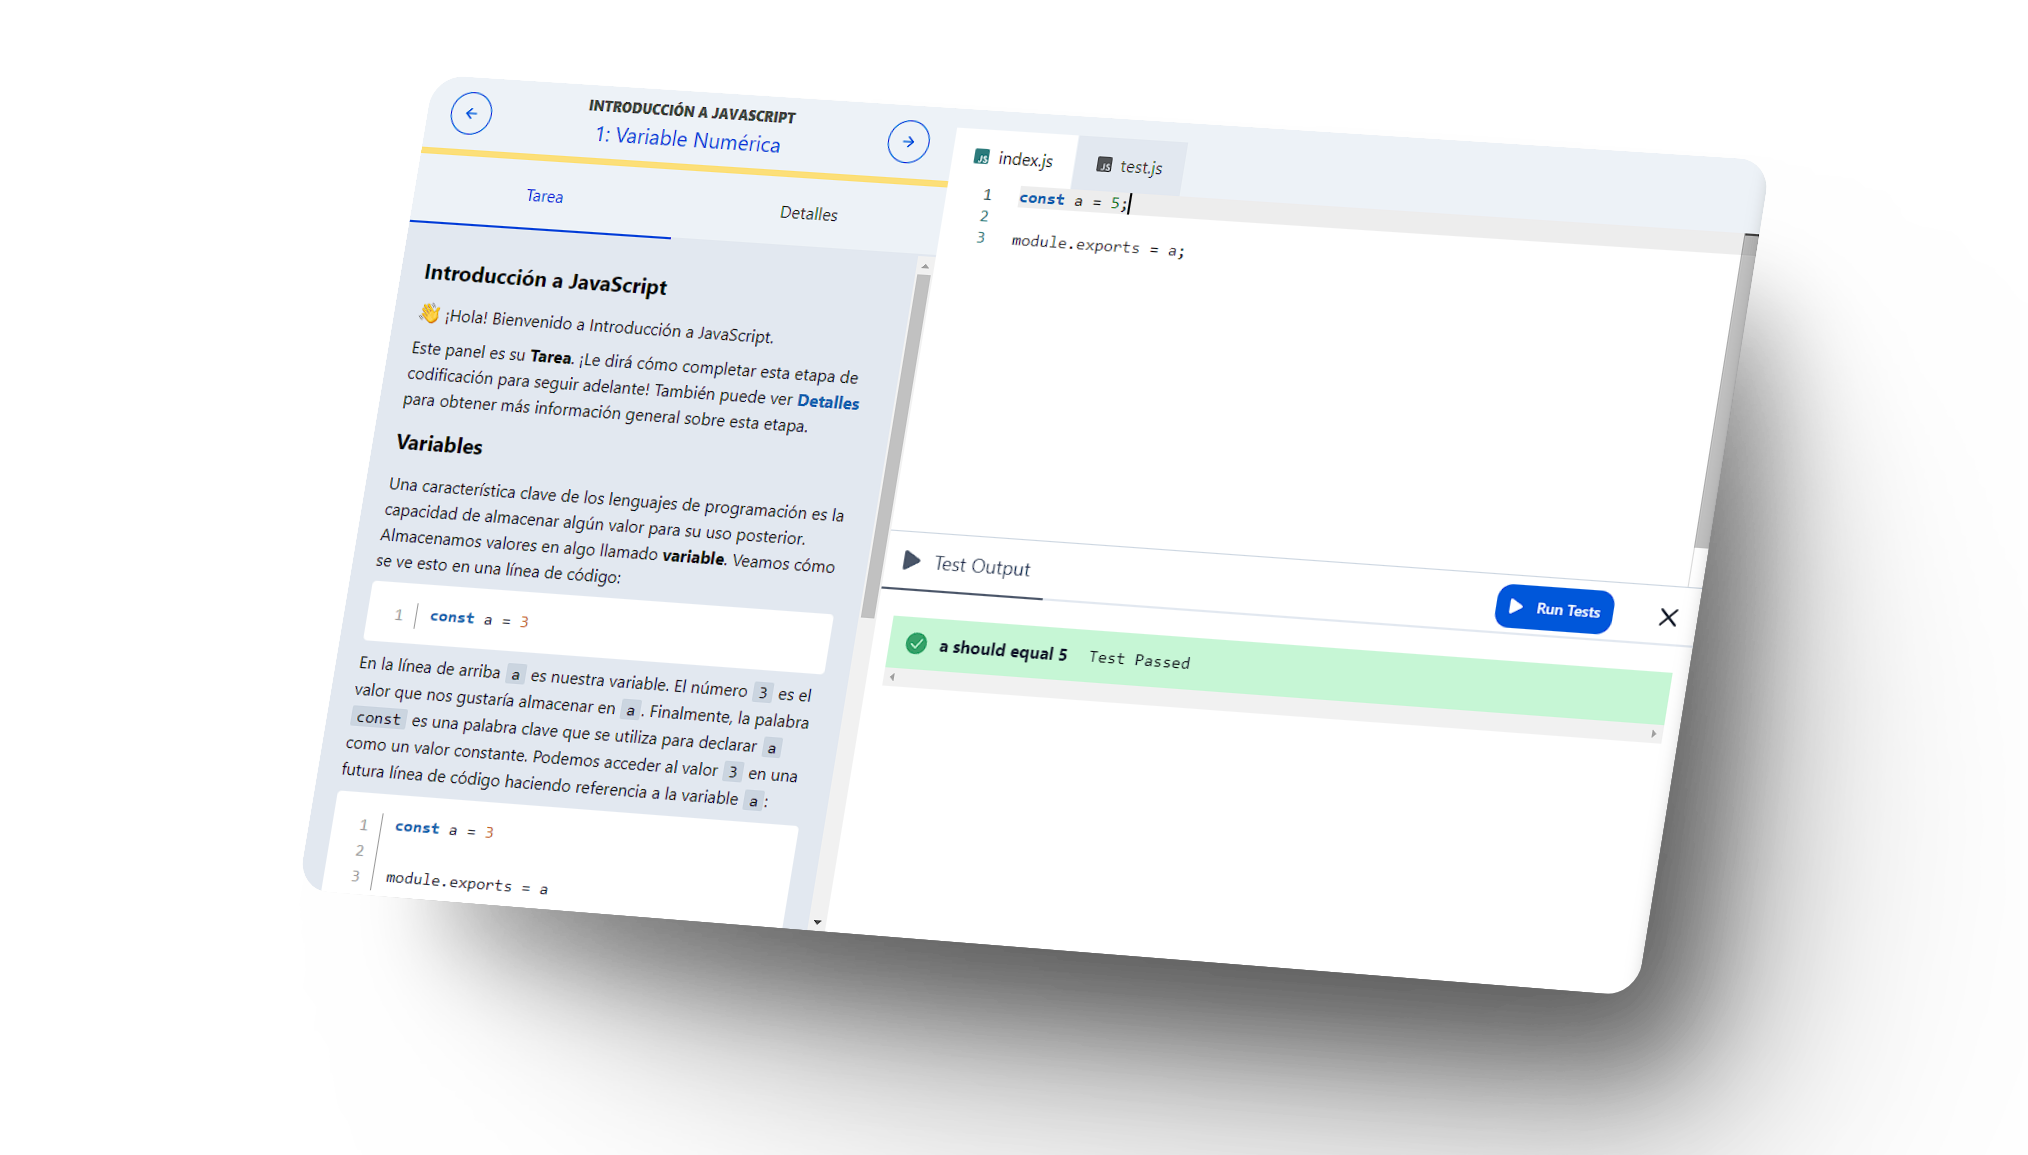 INTRODUCCIÓN A JAVASCRIPT
1: Variable Numérica
Tarea
Detalles
Introducción a JavaScript
👋 ¡Hola! Bienvenido a Introducción a JavaScript.
Este panel es su Tarea. ¡Le dirá cómo completar esta etapa de
codificación para seguir adelante! También puede ver Detalles
para obtener más información general sobre esta etapa.
Variables
Una característica clave de los lenguajes de programación es la
capacidad de almacenar algún valor para su uso posterior.
Almacenamos valores en algo llamado variable. Veamos cómo
se ve esto en una línea de código:
1 const a = 3
En la línea de arriba a es nuestra variable. El número 3 es el
valor que nos gustaría almacenar en a. Finalmente, la palabra
const es una palabra clave que se utiliza para declarar a
como un valor constante. Podemos acceder al valor 3 en una
futura línea de código haciendo referencia a la variable a:
1 const a = 3
2
3 module.exports = a
JS index.js
JS test.js
1 const a = 5;
2
3 module.exports = a;
Test Output
Run Tests
a should equal 5 Test Passed